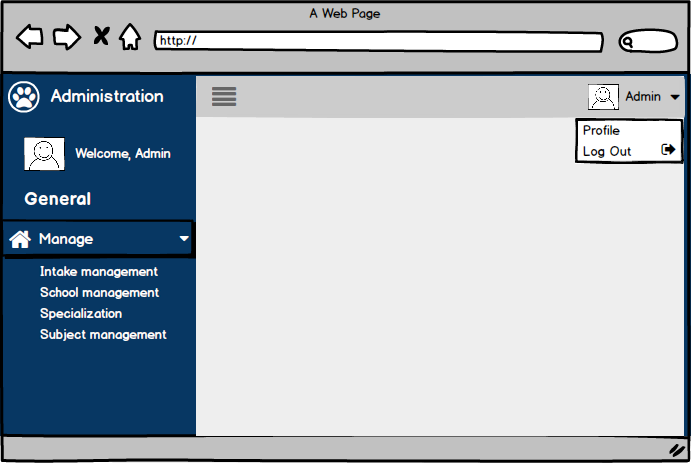 A Web Page
http://
Administration
Admin
Profile
Log Out
Welcome, Admin
General
Manage
Intake management
School management
Specialization
Subject management